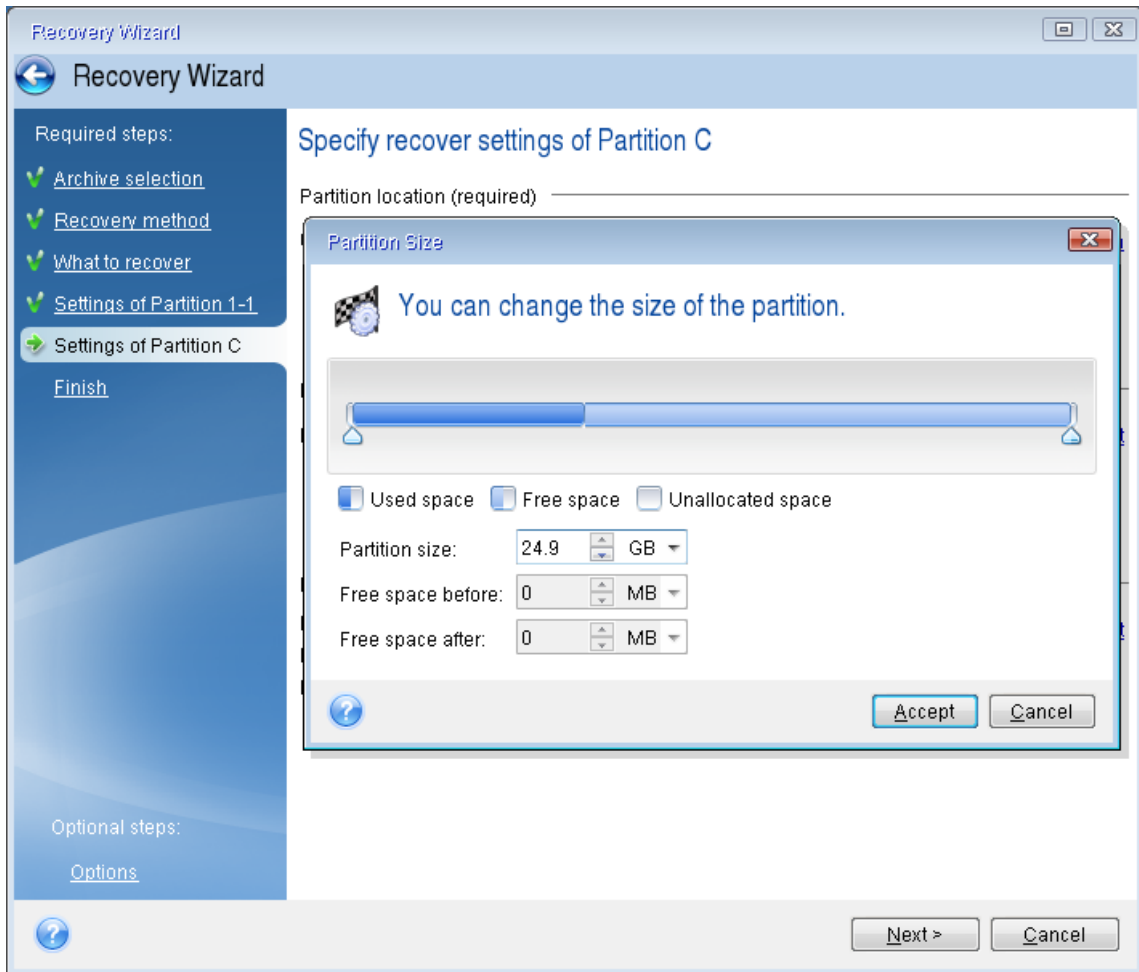 Recovery Wizard
Recovery Wizard
Required steps:
Archive selection
Recovery method
What to recover
Settings of Partition 1-1
Settings of Partition C
Finish
Optional steps:
Options
Specify recover settings of Partition C
Partition location (required)
Partition Size
You can change the size of the partition.
Used space Free space Unallocated space
Partition size: 24.9 GB
Free space before: 0 MB
Free space after: 0 MB
Accept Cancel
Next > Cancel